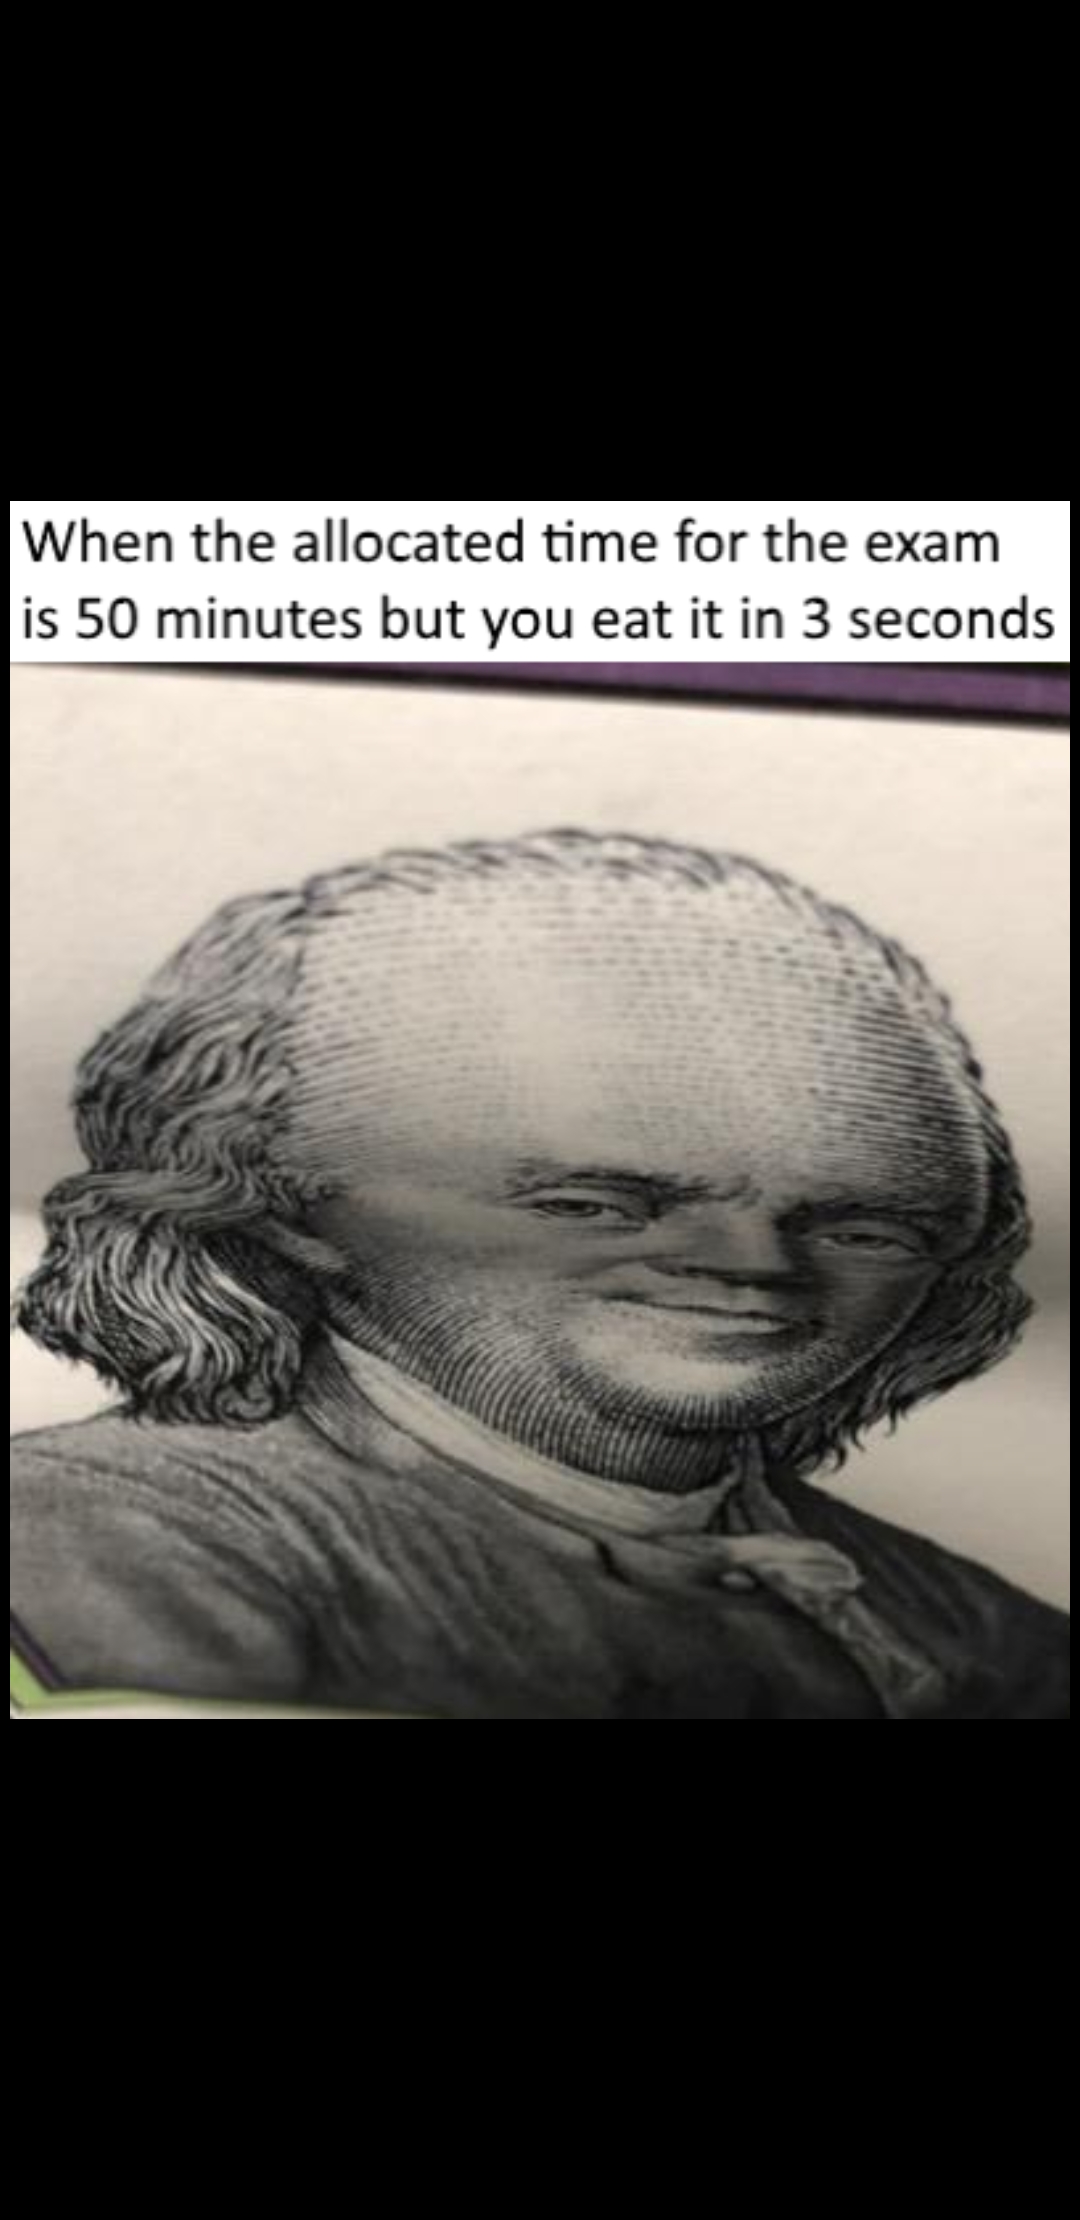 When the allocated time for the exam
is 50 minutes but you eat it in 3 seconds